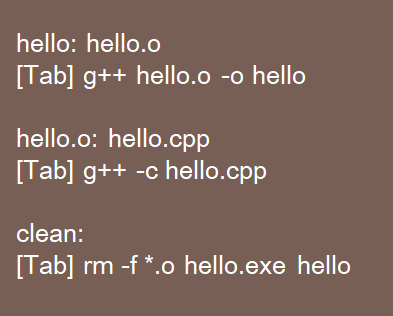 hello: hello.o
[Tab] g++ hello.o -o hello
hello.o: hello.cpp
[Tab] g++ -c hello.cpp
clean:
[Tab] rm -f *.o hello.exe hello